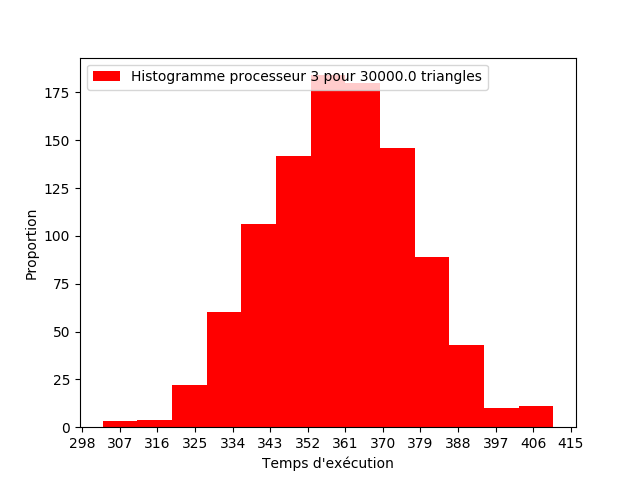 Histogramme processeur 3 pour 30000.0 triangles
175
150
125
100
75
50
25
0
298 307 316 325 334 343 352 361 370 379 388 397 406 415
Proportion
Temps d'exécution